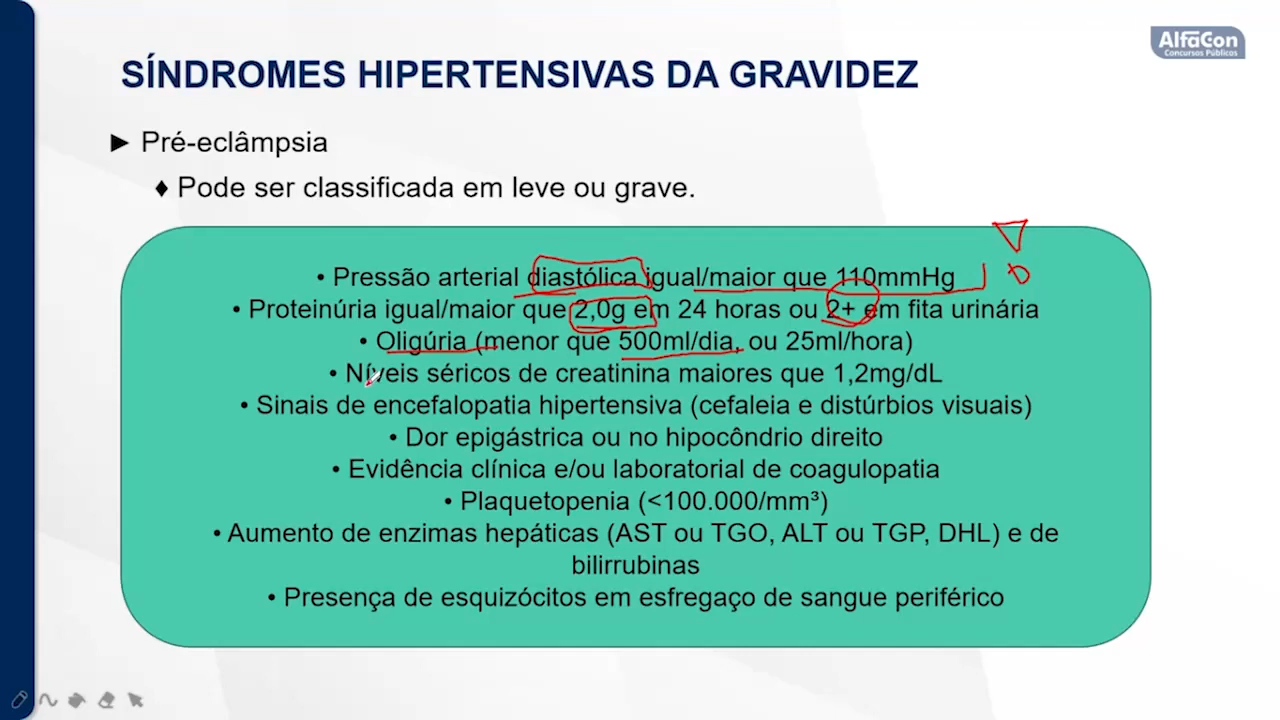 AlfaCon
Concursos Públicos
SÍNDROMES HIPERTENSIVAS DA GRAVIDEZ
► Pré-eclâmpsia
♦ Pode ser classificada em leve ou grave.
• Pressão arterial diastólica igual/maior que 110mmHg
• Proteinúria igual/maior que 2,0g em 24 horas ou 2+ em fita urinária
• Oligúria (menor que 500ml/dia, ou 25ml/hora)
• Níveis séricos de creatinina maiores que 1,2mg/dL
• Sinais de encefalopatia hipertensiva (cefaleia e distúrbios visuais)
• Dor epigástrica ou no hipocôndrio direito
• Evidência clínica e/ou laboratorial de coagulopatia
• Plaquetopenia (<100.000/mm³)
• Aumento de enzimas hepáticas (AST ou TGO, ALT ou TGP, DHL) e de
bilirrubinas
• Presença de esquizócitos em esfregaço de sangue periférico